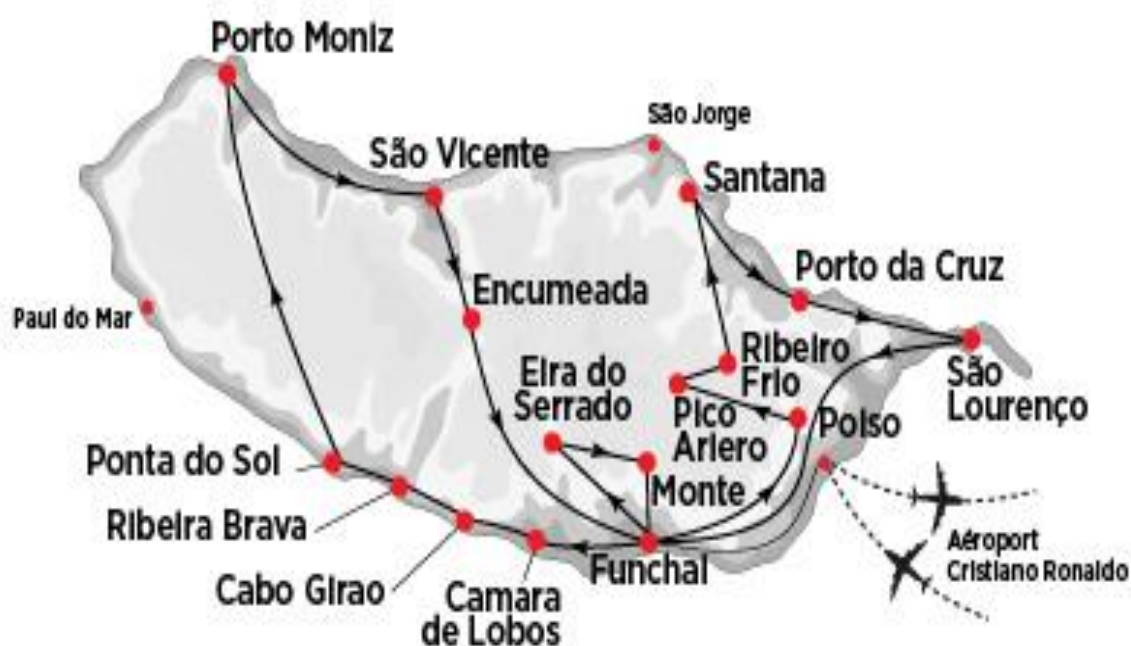 Porto Moniz
São Jorge
São Vicente
Santana
Porto da Cruz
Encumeada
Paul do Mar
Ribeiro
Frio
Eira do
Serrado
São
Lourenço
Pico
Ariero
Poiso
Ponta do Sol
Monte
Ribeira Brava
Aéroport
Cristiano Ronaldo
Funchal
Cabo Girao
Camara
de Lobos